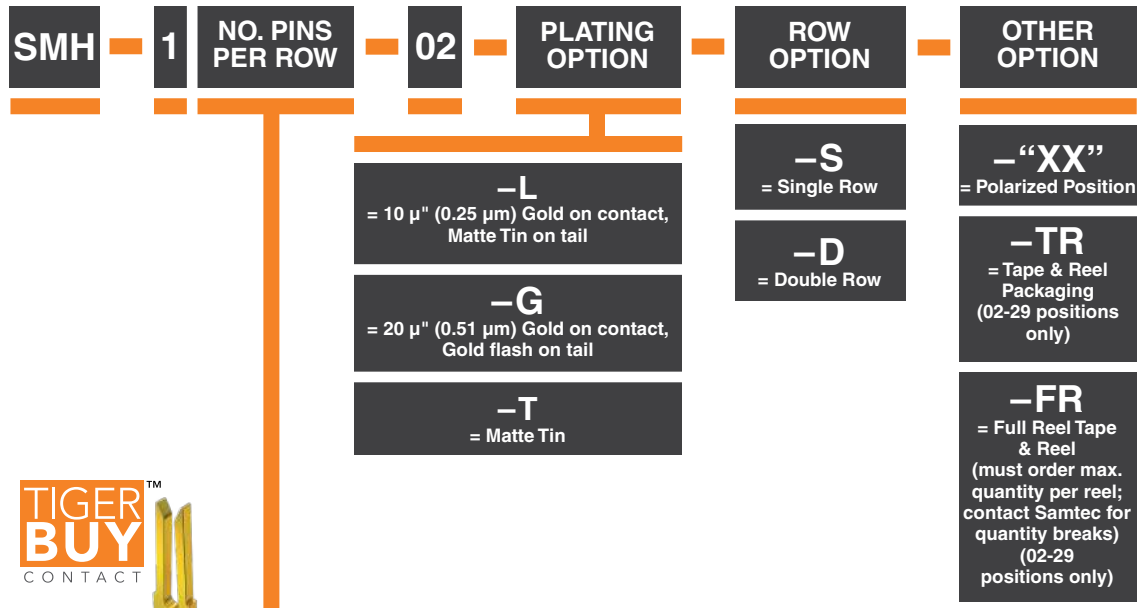 SMH
1
NO. PINS
PER ROW
02
PLATING
OPTION
ROW
OPTION
OTHER
OPTION
–L
= 10 µ" (0.25 µm) Gold on contact,
Matte Tin on tail
–G
= 20 µ" (0.51 µm) Gold on contact,
Gold flash on tail
–T
= Matte Tin
–S
= Single Row
–D
= Double Row
–“XX”
= Polarized Position
–TR
= Tape & Reel
Packaging
(02-29 positions
only)
–FR
= Full Reel Tape
& Reel
(must order max.
quantity per reel;
contact Samtec for
quantity breaks)
(02-29
positions only)
TIGER™
BUY
CONTACT